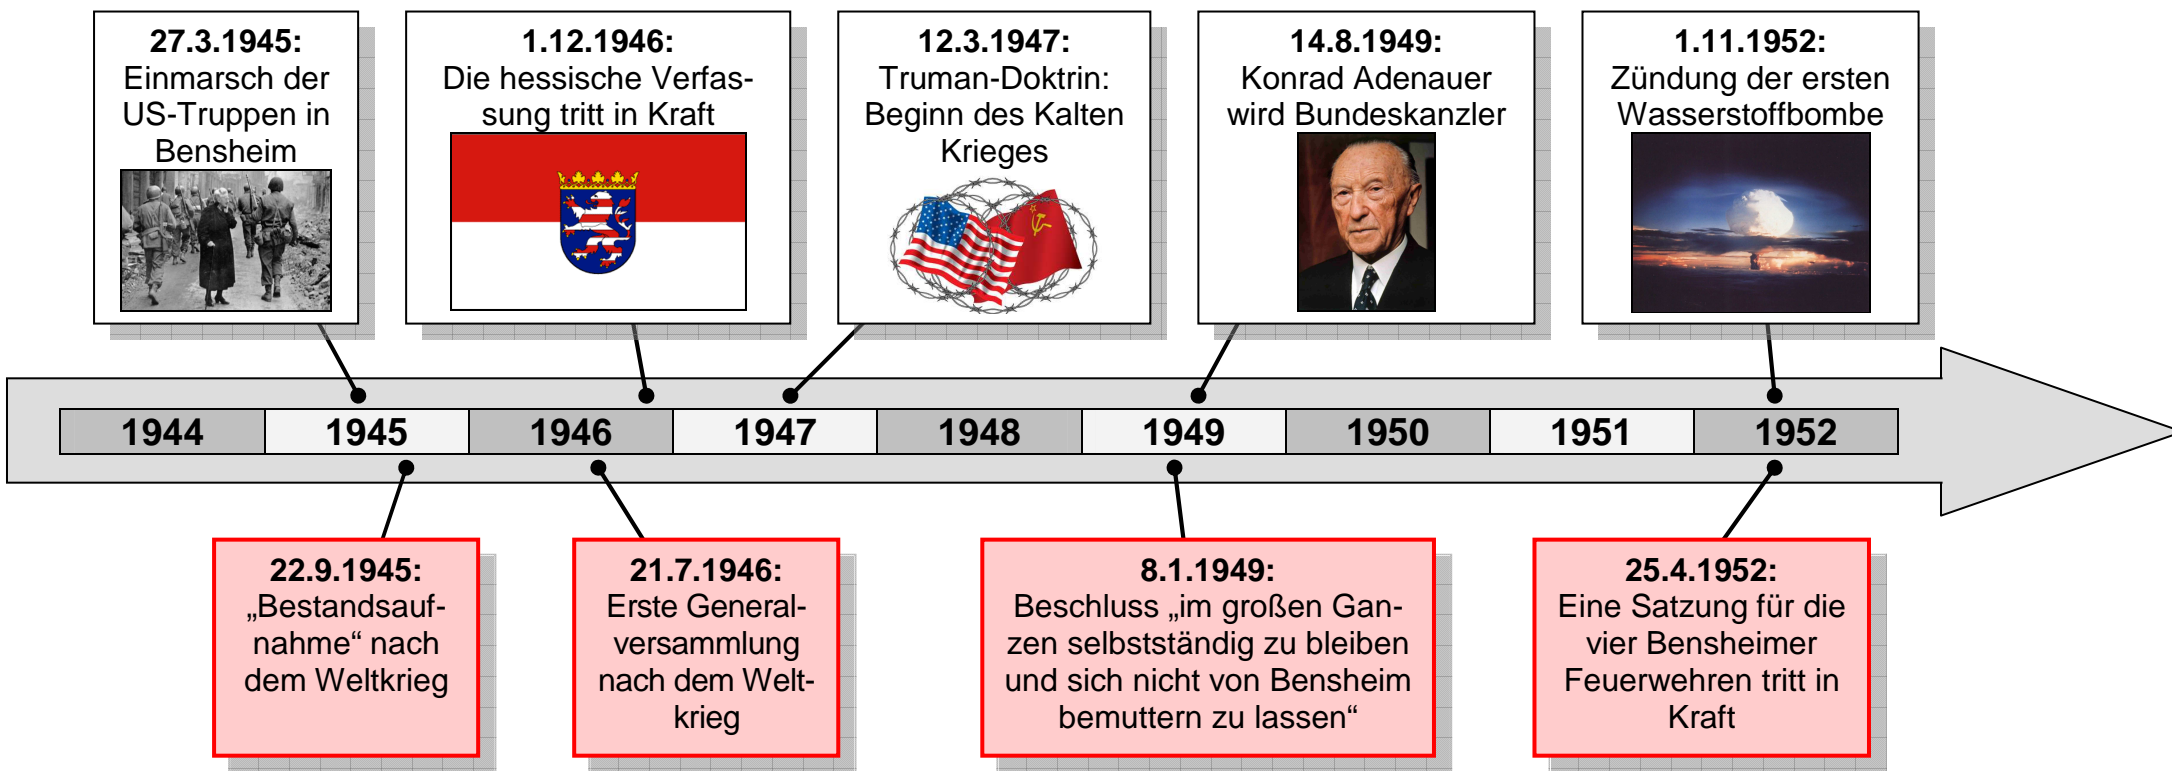 27.3.1945:
Einmarsch der
US-Truppen in
Bensheim
1.12.1946:
Die hessische Verfas-
sung tritt in Kraft
12.3.1947:
Truman-Doktrin:
Beginn des Kalten
Krieges
14.8.1949:
Konrad Adenauer
wird Bundeskanzler
1.11.1952:
Zündung der ersten
Wasserstoffbombe
1944
1945
1946
1947
1948
1949
1950
1951
1952
22.9.1945:
„Bestandsauf-
nahme“ nach
dem Weltkrieg
21.7.1946:
Erste General-
versammlung
nach dem Welt-
krieg
8.1.1949:
Beschluss „im großen Gan-
zen selbstständig zu bleiben
und sich nicht von Bensheim
bemuttern zu lassen“
25.4.1952:
Eine Satzung für die
vier Bensheimer
Feuerwehren tritt in
Kraft